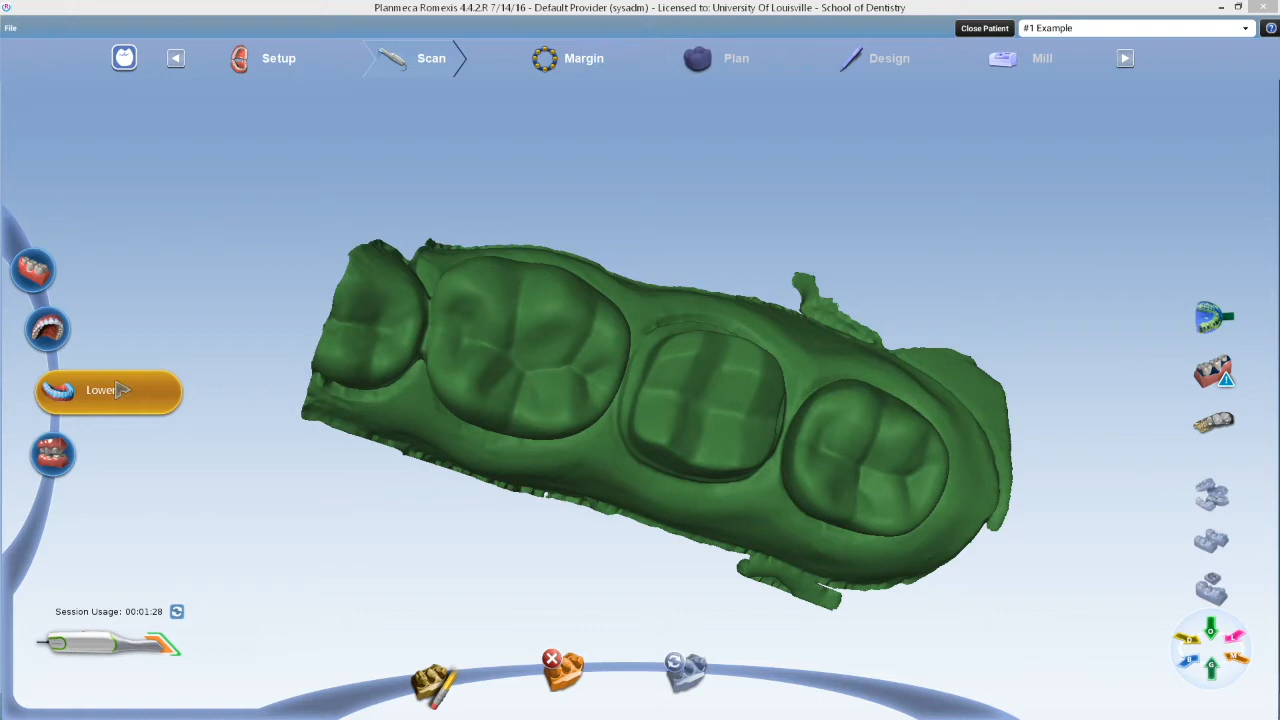 Planmeca Romexis 4.4.2.R 7/14/16 - Default Provider (sysadm) - Licensed to: University Of Louisville - School of Dentistry
File
Close Patient
#1 Example
Setup
Scan
Margin
Plan
Design
Mill
Lower
Session Usage: 00:01:28
O
D
L
B
M
G